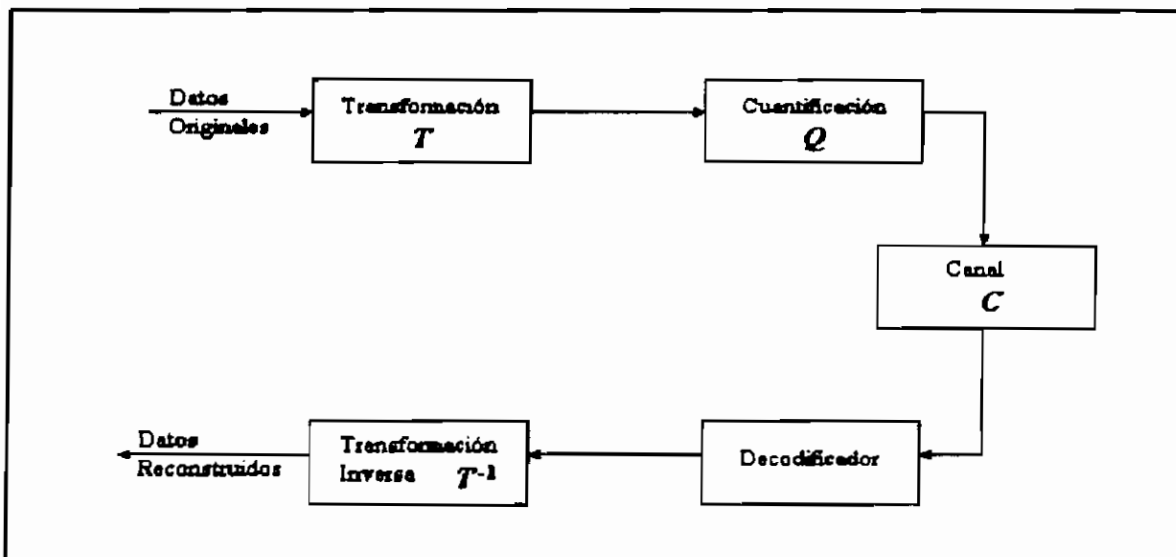 Datos
Originales
Transformación
T
Cuantificación
Q
Canal
C
Datos
Reconstruidos
Transformación
Inversa T⁻¹
Decodificador